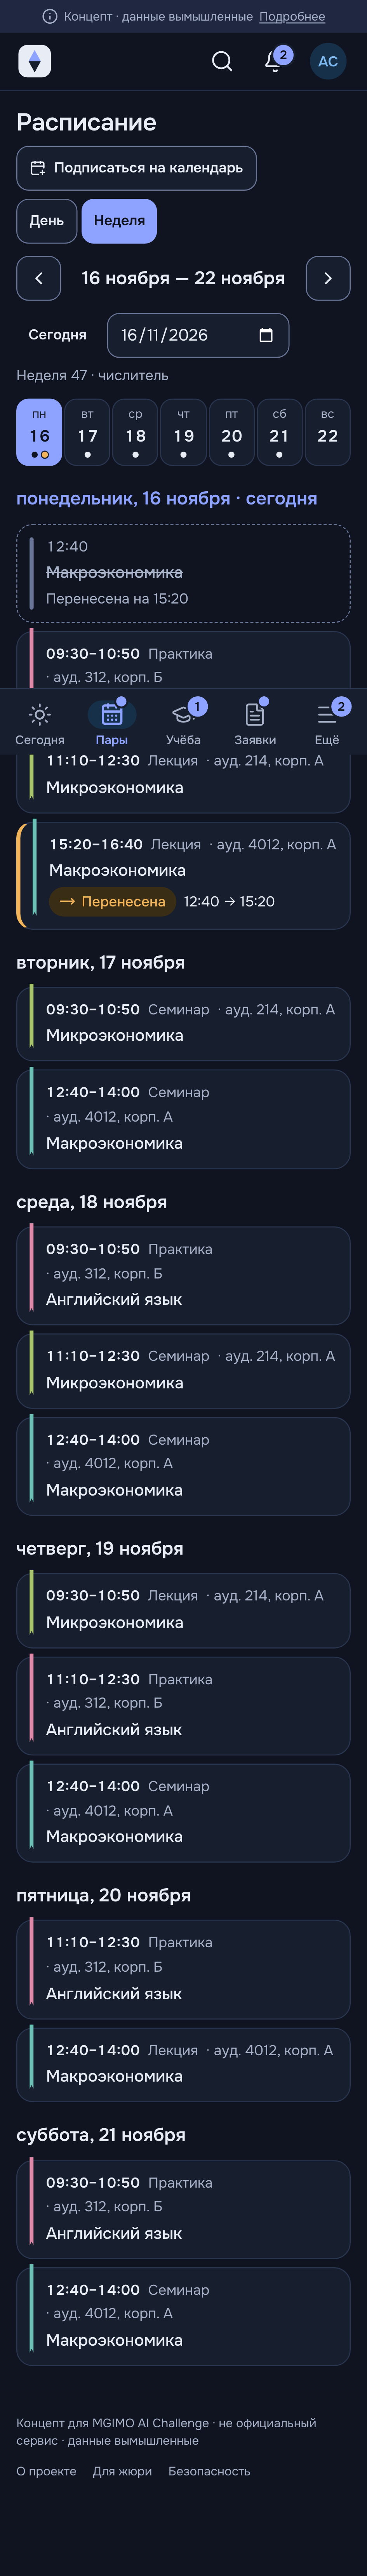 Концепт · данные вымышленные Подробнее
2
АС
Расписание
Подписаться на календарь
День Неделя
16 ноября — 22 ноября
Сегодня 16/11/2026
Неделя 47 · числитель
пн вт ср чт пт сб вс
16 17 18 19 20 21 22
понедельник, 16 ноября · сегодня
12:40
Макроэкономика
Перенесена на 15:20
09:30–10:50 Практика
· ауд. 312, корп. Б
1 2
Сегодня Пары Учёба Заявки Ещё
11:10–12:30 Лекция · ауд. 214, корп. А
Микроэкономика
15:20–16:40 Лекция · ауд. 4012, корп. А
Макроэкономика
→ Перенесена 12:40 → 15:20
вторник, 17 ноября
09:30–10:50 Семинар · ауд. 214, корп. А
Микроэкономика
12:40–14:00 Семинар
· ауд. 4012, корп. А
Макроэкономика
среда, 18 ноября
09:30–10:50 Практика
· ауд. 312, корп. Б
Английский язык
11:10–12:30 Семинар · ауд. 214, корп. А
Микроэкономика
12:40–14:00 Семинар
· ауд. 4012, корп. А
Макроэкономика
четверг, 19 ноября
09:30–10:50 Лекция · ауд. 214, корп. А
Микроэкономика
11:10–12:30 Практика
· ауд. 312, корп. Б
Английский язык
12:40–14:00 Семинар
· ауд. 4012, корп. А
Макроэкономика
пятница, 20 ноября
11:10–12:30 Практика
· ауд. 312, корп. Б
Английский язык
12:40–14:00 Лекция · ауд. 4012, корп. А
Макроэкономика
суббота, 21 ноября
09:30–10:50 Практика
· ауд. 312, корп. Б
Английский язык
12:40–14:00 Семинар
· ауд. 4012, корп. А
Макроэкономика
Концепт для MGIMO AI Challenge · не официальный
сервис · данные вымышленные
О проекте Для жюри Безопасность